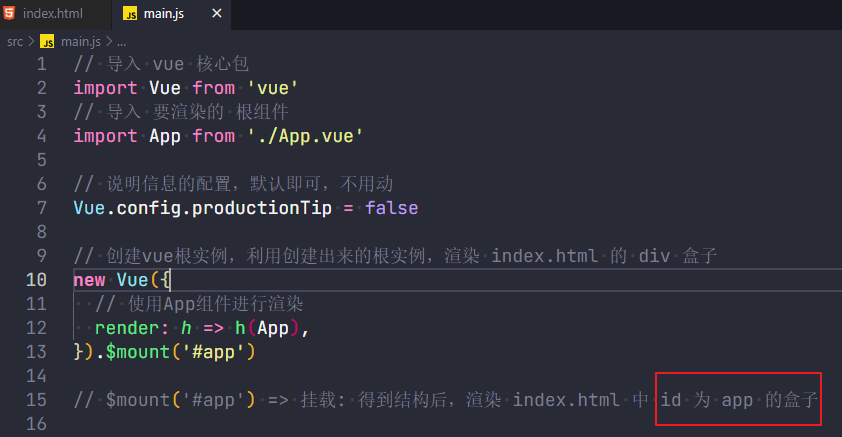 index.html
JS main.js ×
src > JS main.js > ...
1 // 导入 vue 核心包
2 import Vue from 'vue'
3 // 导入 要渲染的 根组件
4 import App from './App.vue'
5
6 // 说明信息的配置，默认即可，不用动
7 Vue.config.productionTip = false
8
9 // 创建vue根实例，利用创建出来的根实例，渲染 index.html 的 div 盒子
10 new Vue({
11 // 使用App组件进行渲染
12 render: h => h(App),
13 }).$mount('#app')
14
15 // $mount('#app') => 挂载: 得到结构后，渲染 index.html 中 id 为 app 的盒子
16